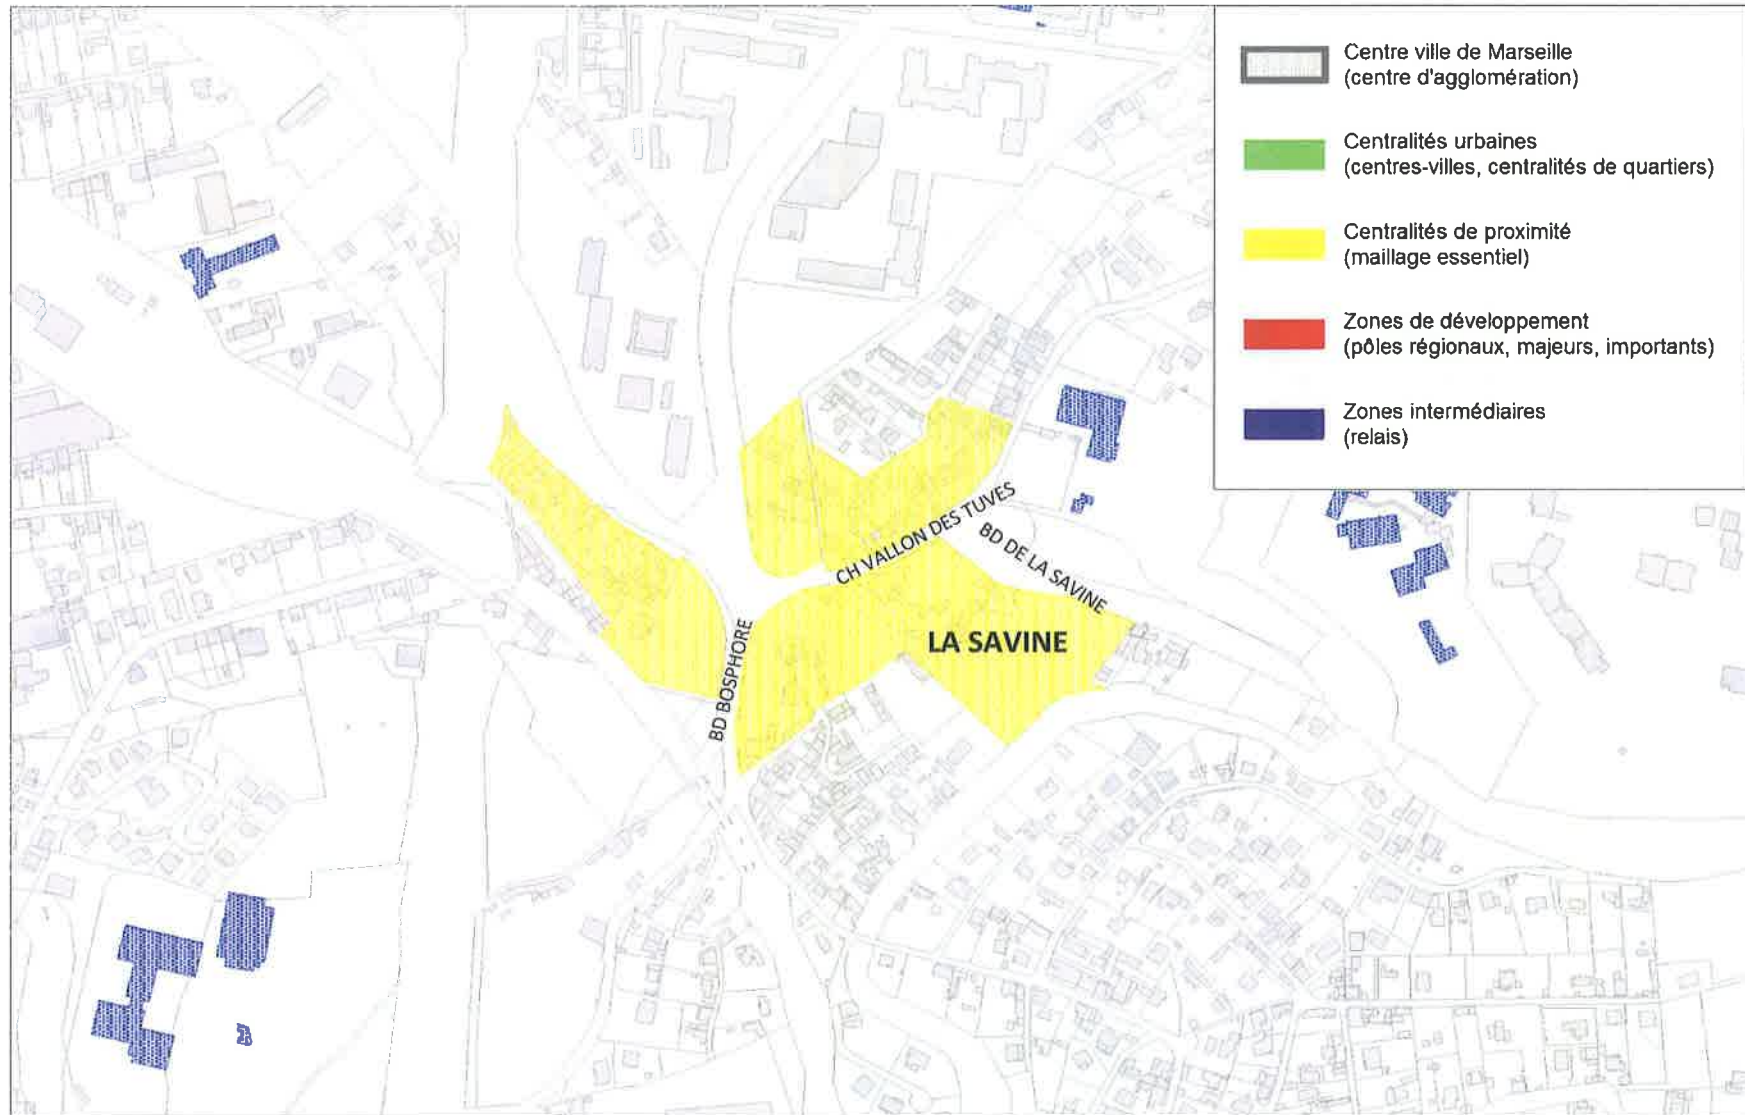 Centre ville de Marseille
(centre d'agglomération)
Centralités urbaines
(centres-villes, centralités de quartiers)
Centralités de proximité
(maillage essentiel)
Zones de développement
(pôles régionaux, majeurs, importants)
Zones intermédiaires
(relais)
CH VALLON DES TUVES
BD DE LA SAVINE
LA SAVINE
BD BOSPHORE